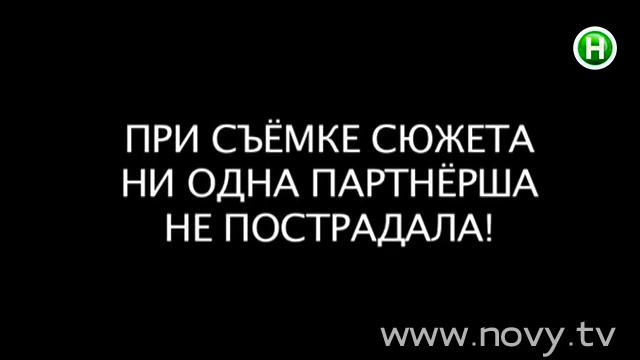 Н
ПРИ СЪЁМКЕ СЮЖЕТА
НИ ОДНА ПАРТНЁРША
НЕ ПОСТРАДАЛА!
www.novy.tv